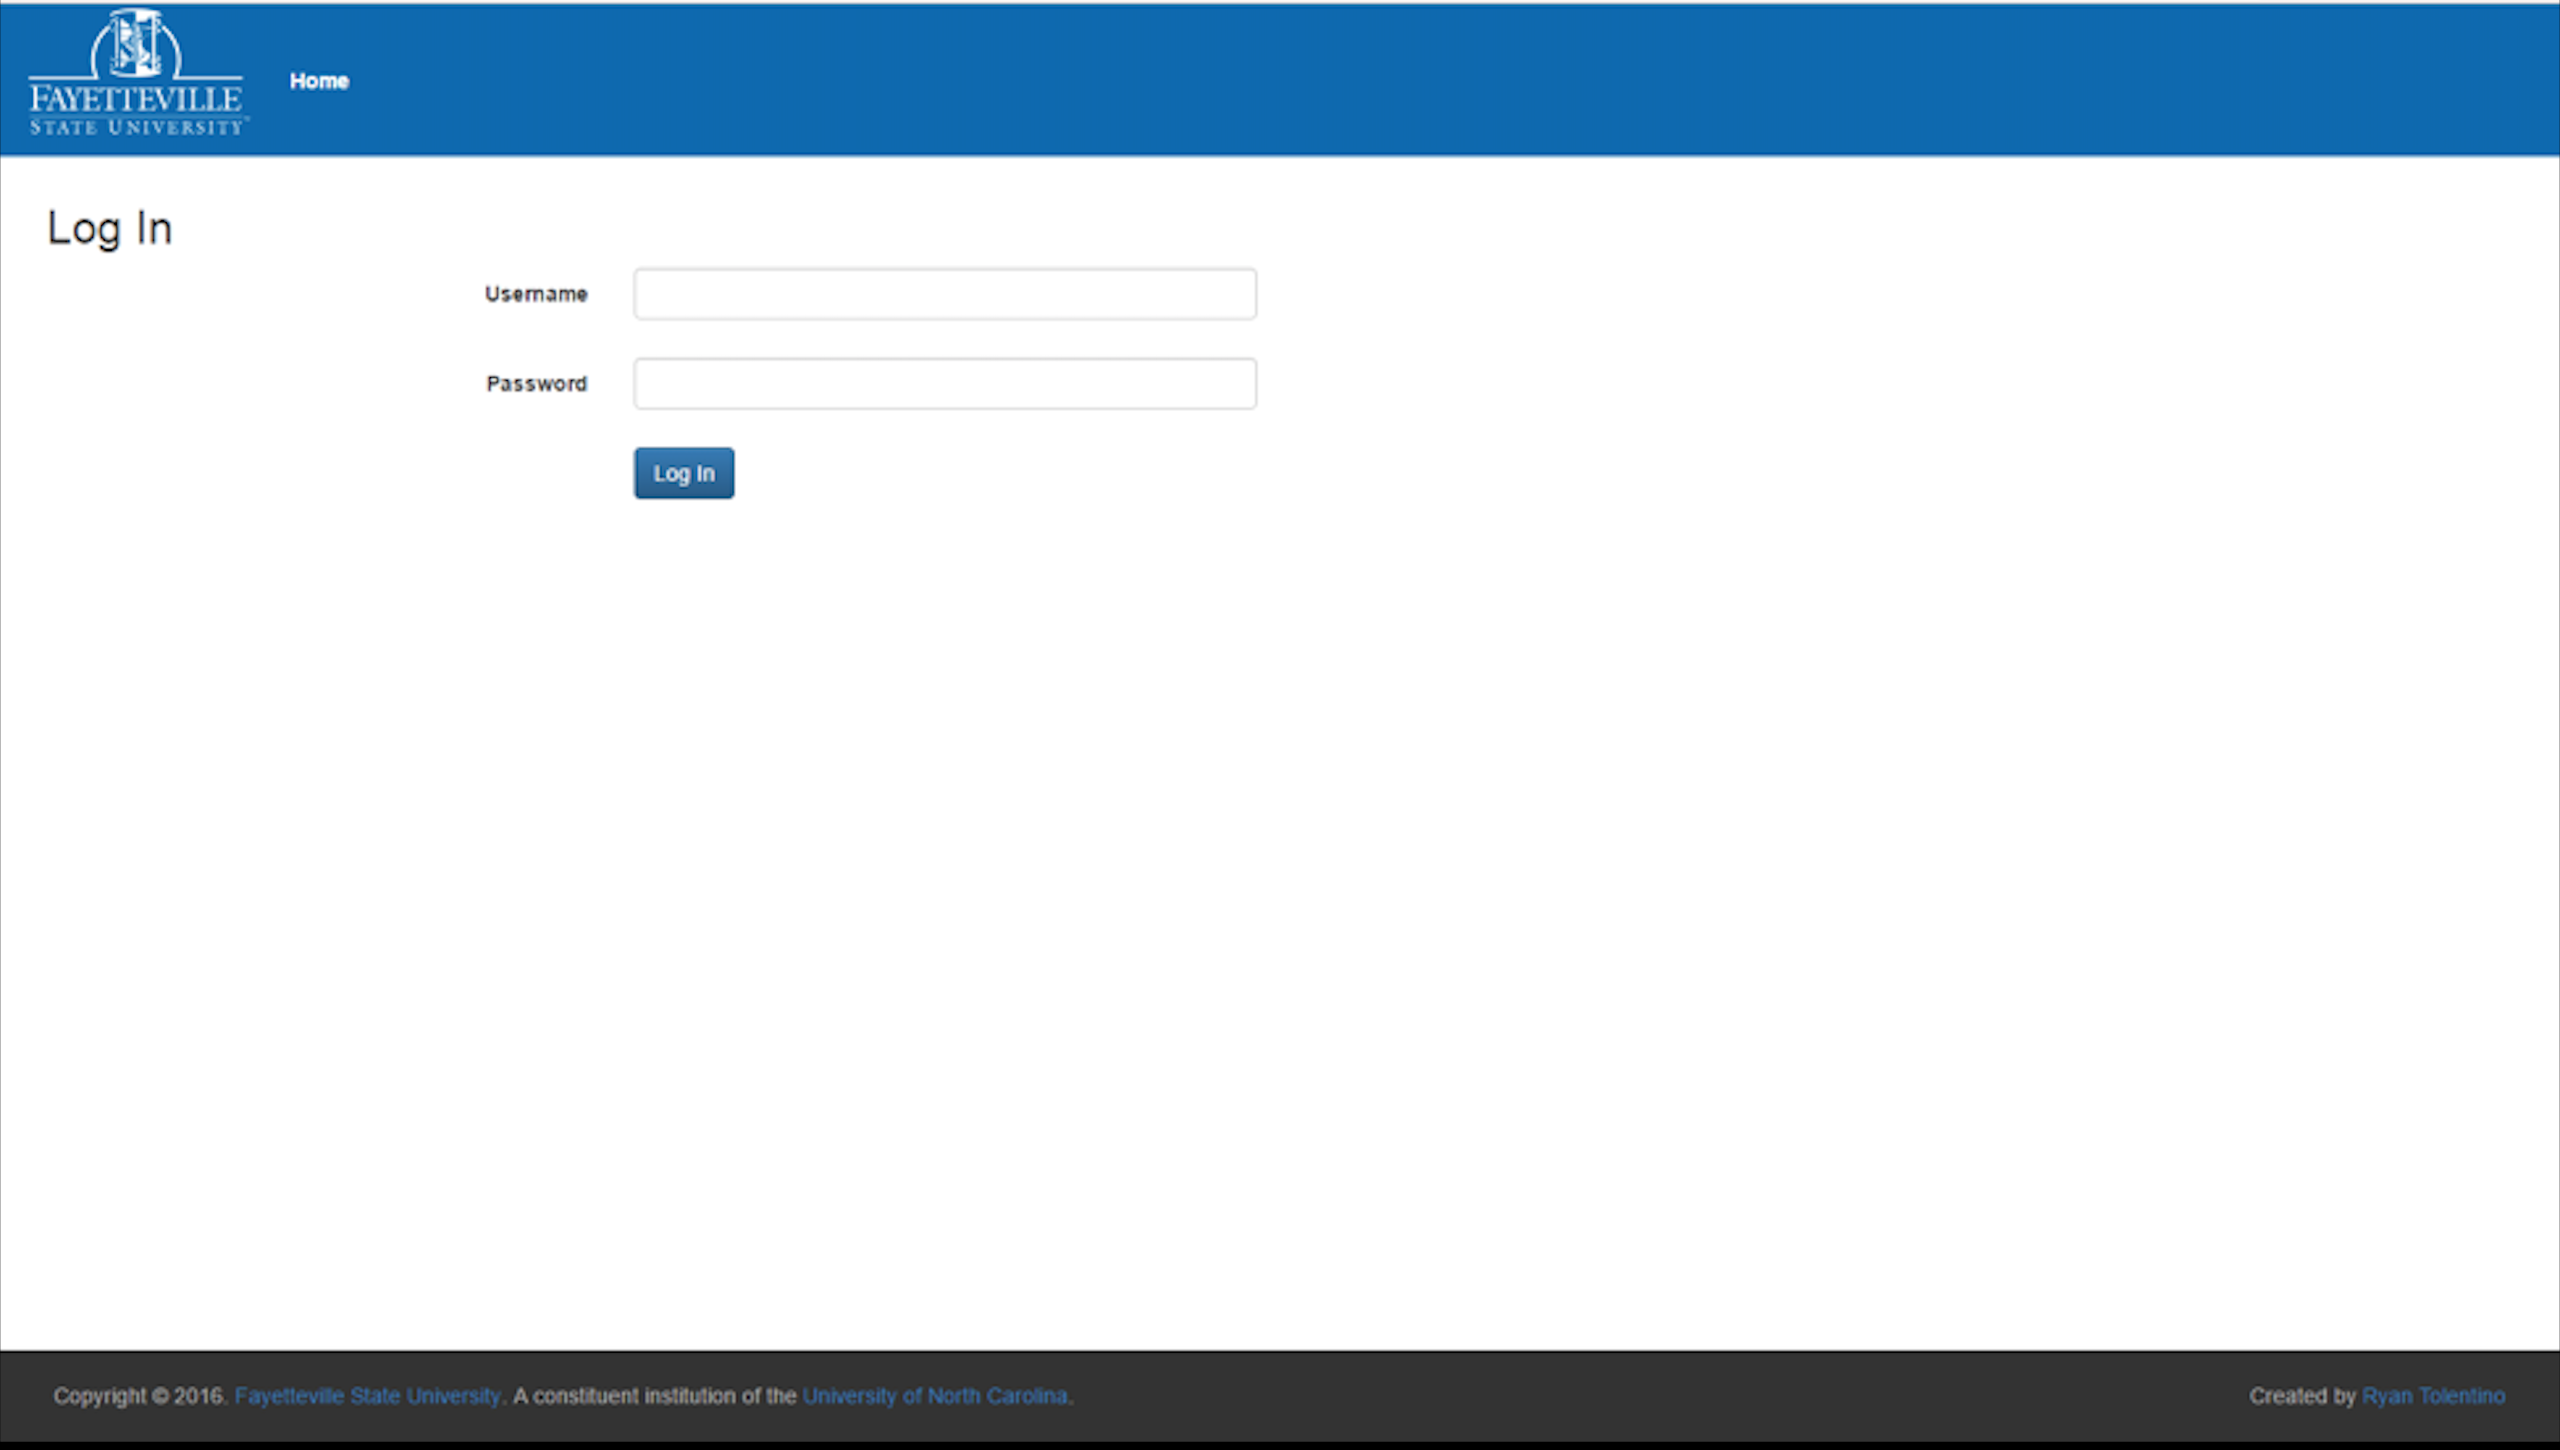 FAYETTEVILLE
STATE UNIVERSITY
Home
Log In
Username
Password
Log In
Copyright © 2016. Fayetteville State University. A constituent institution of the University of North Carolina.
Created by Ryan Tolentino